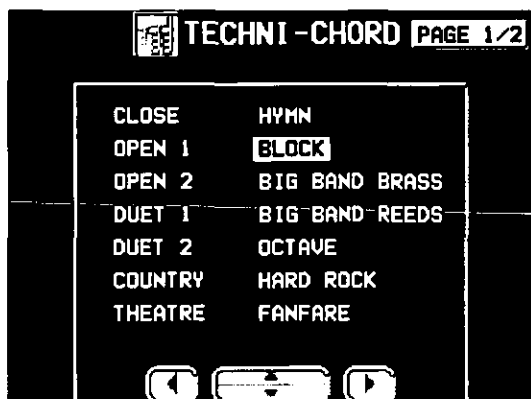 TECHNI-CHORD PAGE 1/2
CLOSE HYMN
OPEN 1 BLOCK
OPEN 2 BIG BAND BRASS
DUET 1 BIG BAND REEDS
DUET 2 OCTAVE
COUNTRY HARD ROCK
THEATRE FANFARE